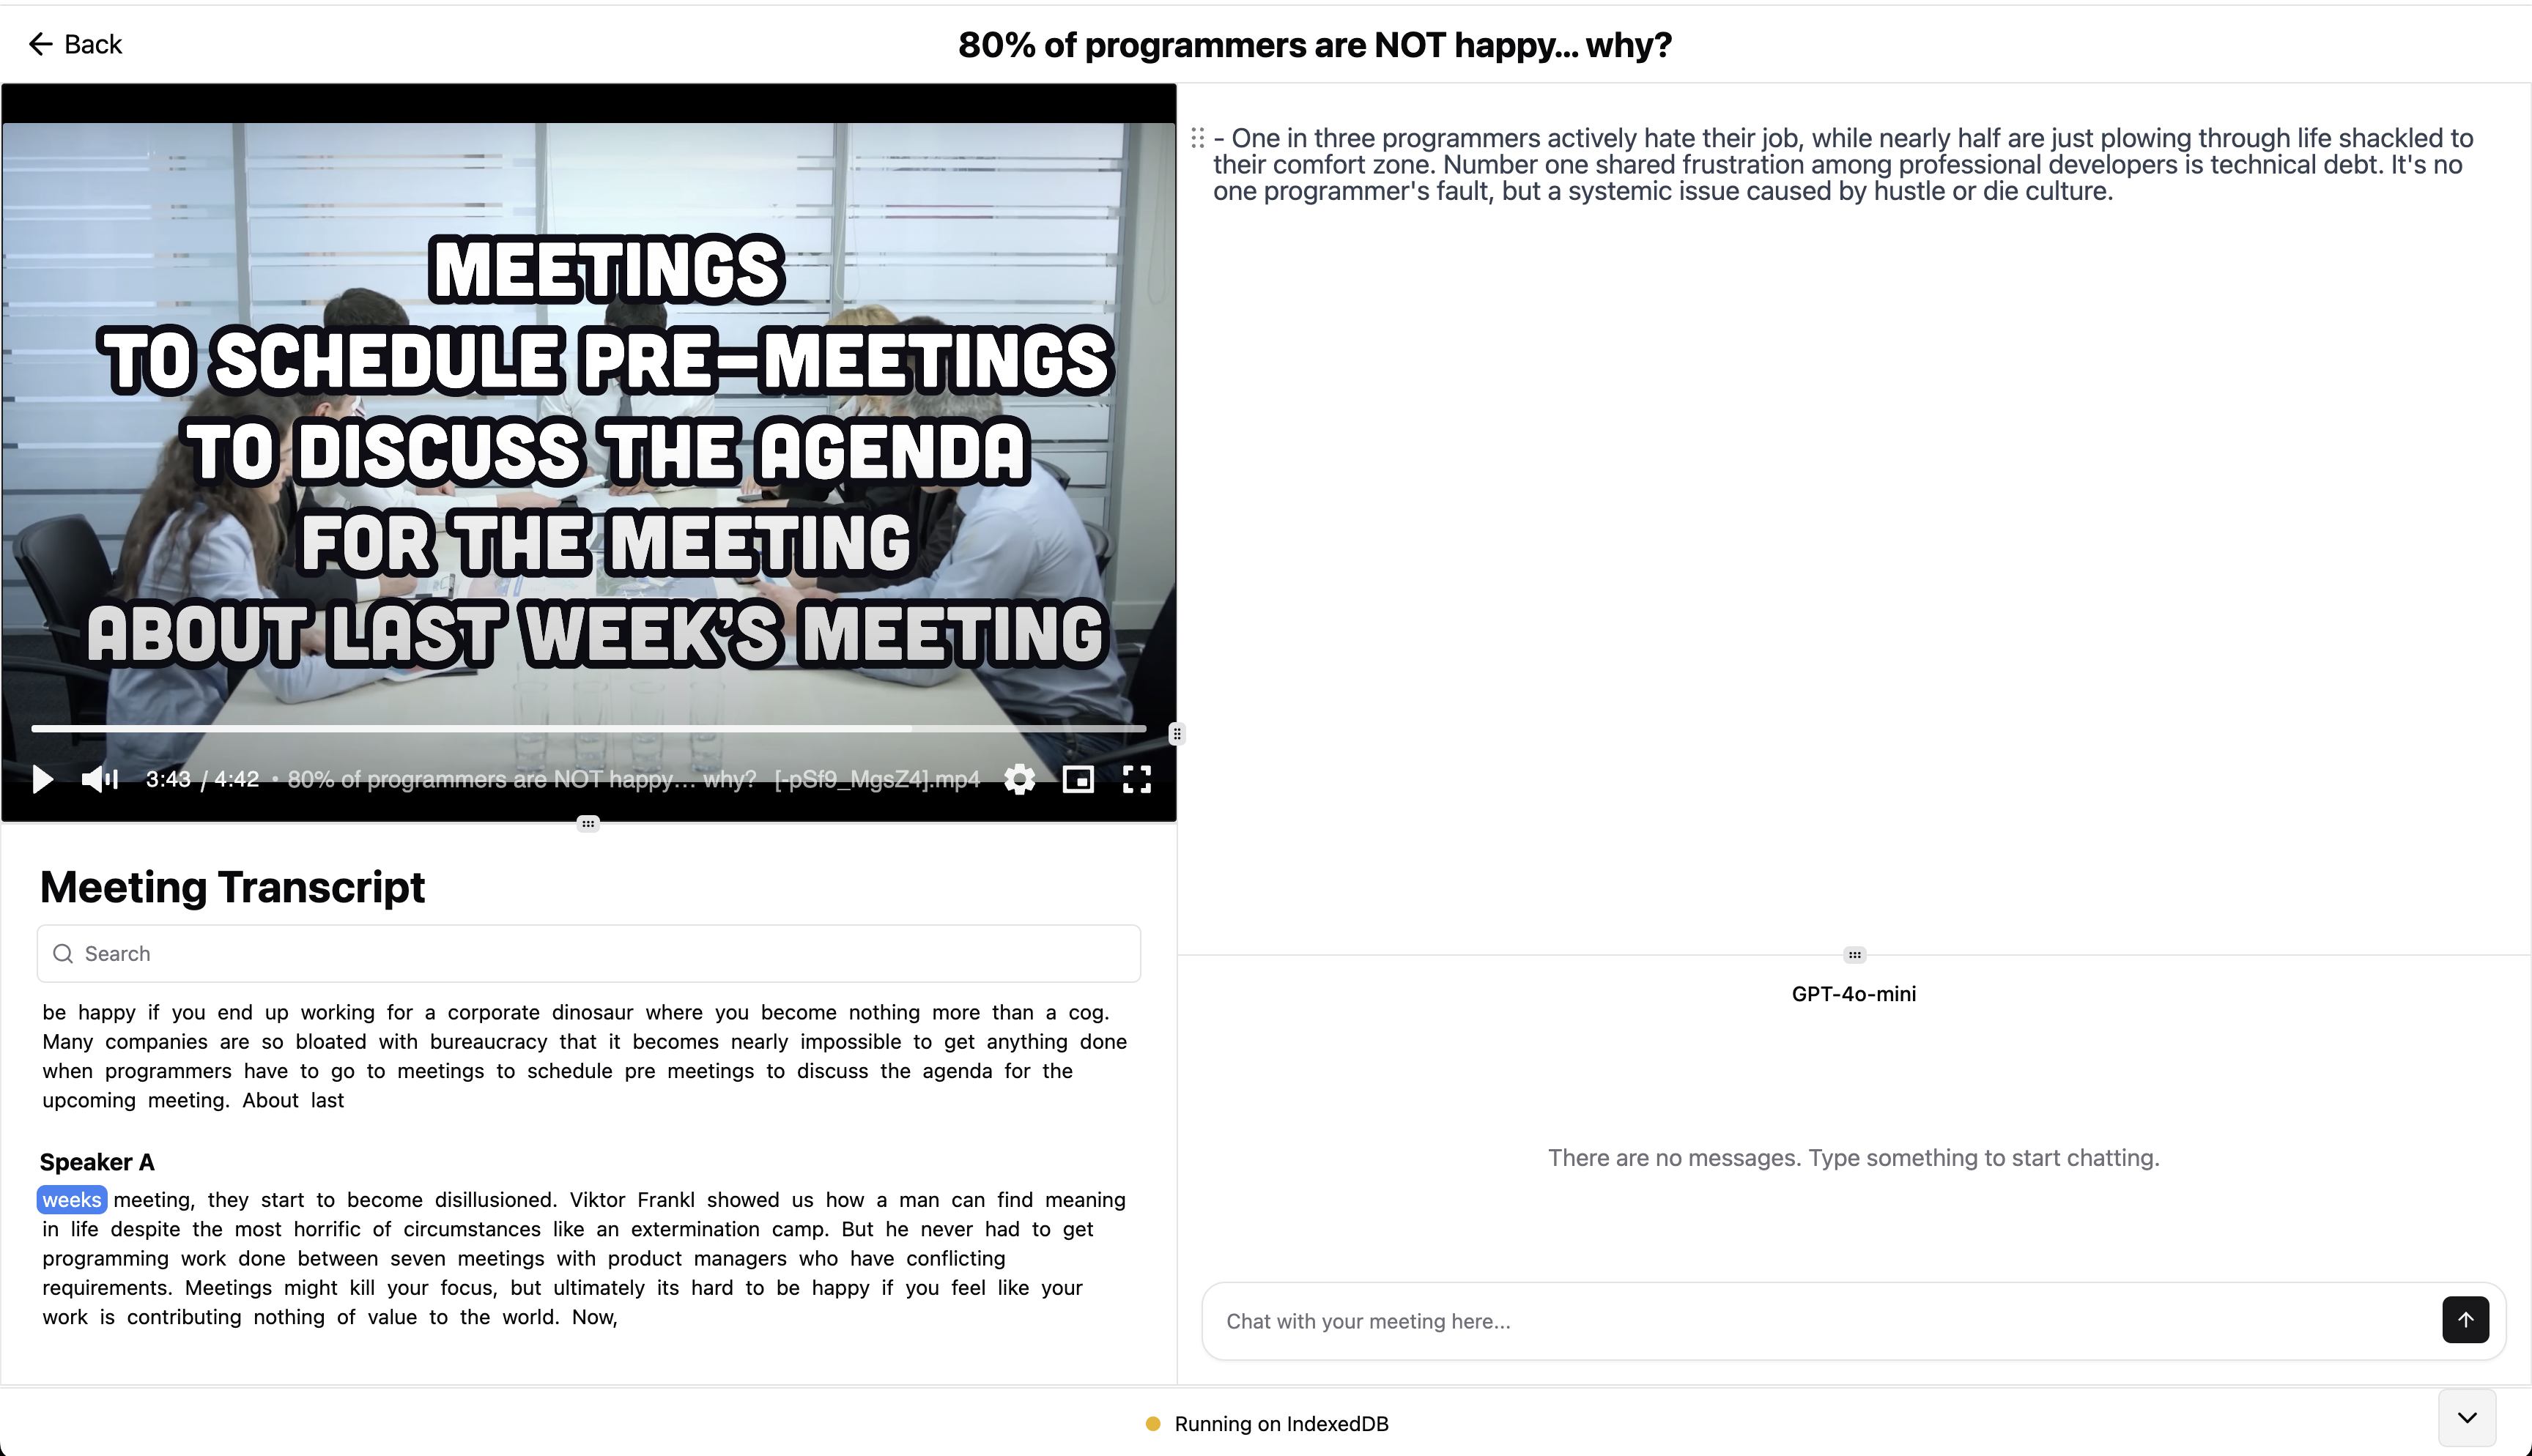 Back
80% of programmers are NOT happy... why?
MEETINGS
TO SCHEDULE PRE–MEETINGS
TO DISCUSS THE AGENDA
FOR THE MEETING
ABOUT LAST WEEK'S MEETING
3:43 / 4:42 • 80% of programmers are NOT happy... why? [-pSf9_MgsZ4].mp4
Meeting Transcript
Search
be happy if you end up working for a corporate dinosaur where you become nothing more than a cog.
Many companies are so bloated with bureaucracy that it becomes nearly impossible to get anything done
when programmers have to go to meetings to schedule pre meetings to discuss the agenda for the
upcoming meeting. About last
Speaker A
weeks meeting, they start to become disillusioned. Viktor Frankl showed us how a man can find meaning
in life despite the most horrific of circumstances like an extermination camp. But he never had to get
programming work done between seven meetings with product managers who have conflicting
requirements. Meetings might kill your focus, but ultimately its hard to be happy if you feel like your
work is contributing nothing of value to the world. Now,
- One in three programmers actively hate their job, while nearly half are just plowing through life shackled to
their comfort zone. Number one shared frustration among professional developers is technical debt. It's no
one programmer's fault, but a systemic issue caused by hustle or die culture.
GPT-4o-mini
There are no messages. Type something to start chatting.
Chat with your meeting here...
Running on IndexedDB